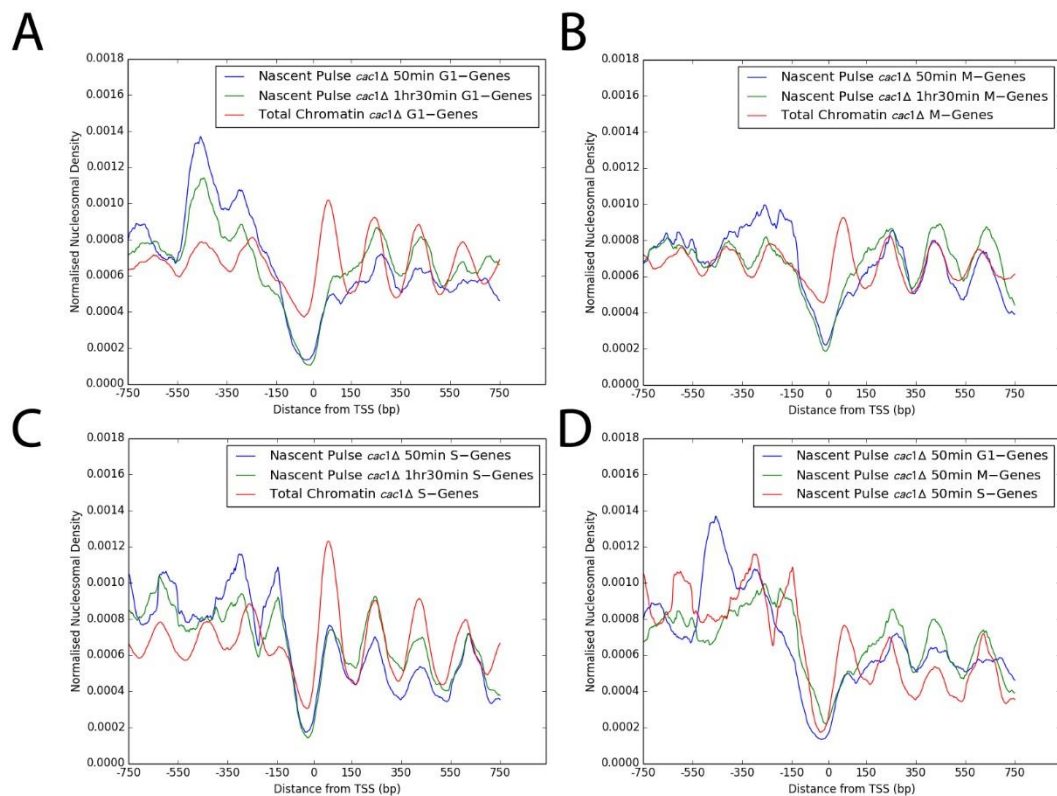 A
Nascent Pulse cac1Δ 50min G1−Genes
Nascent Pulse cac1Δ 1hr30min G1−Genes
Total Chromatin cac1Δ G1−Genes
Normalised Nucleosomal Density
0.0018
0.0016
0.0014
0.0012
0.0010
0.0008
0.0006
0.0004
0.0002
0.0000
-750 -550 -350 -150 0 150 350 550 750
Distance from TSS (bp)
B
Nascent Pulse cac1Δ 50min M−Genes
Nascent Pulse cac1Δ 1hr30min M−Genes
Total Chromatin cac1Δ M−Genes
Normalised Nucleosomal Density
0.0018
0.0016
0.0014
0.0012
0.0010
0.0008
0.0006
0.0004
0.0002
0.0000
-750 -550 -350 -150 0 150 350 550 750
Distance from TSS (bp)
C
Nascent Pulse cac1Δ 50min S−Genes
Nascent Pulse cac1Δ 1hr30min S−Genes
Total Chromatin cac1Δ S−Genes
Normalised Nucleosomal Density
0.0018
0.0016
0.0014
0.0012
0.0010
0.0008
0.0006
0.0004
0.0002
0.0000
-750 -550 -350 -150 0 150 350 550 750
Distance from TSS (bp)
D
Nascent Pulse cac1Δ 50min G1−Genes
Nascent Pulse cac1Δ 50min M−Genes
Nascent Pulse cac1Δ 50min S−Genes
Normalised Nucleosomal Density
0.0018
0.0016
0.0014
0.0012
0.0010
0.0008
0.0006
0.0004
0.0002
0.0000
-750 -550 -350 -150 0 150 350 550 750
Distance from TSS (bp)